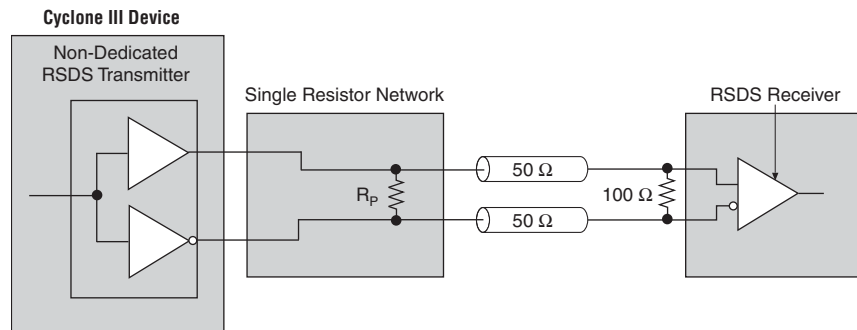 Cyclone III Device
Non-Dedicated
RSDS Transmitter
Single Resistor Network
RSDS Receiver
50 Ω
R_P
100 Ω
50 Ω